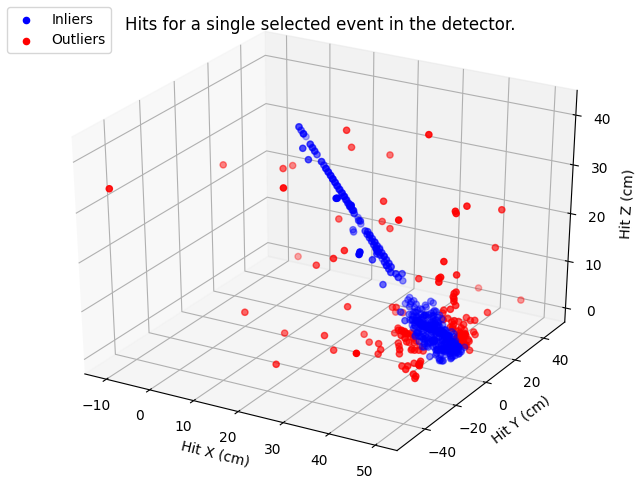 Hits for a single selected event in the detector.
Inliers
Outliers
40
30
20
10
0
Hit Z (cm)
−10
0
10
20
30
40
50
Hit X (cm)
−40
−20
0
20
40
Hit Y (cm)